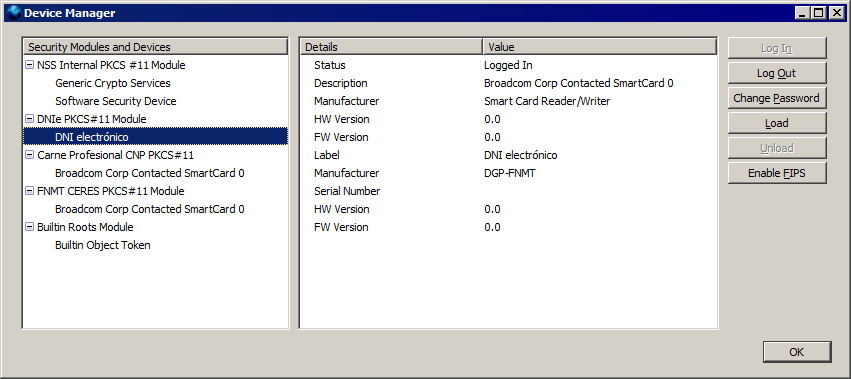 Device Manager
Security Modules and Devices
NSS Internal PKCS #11 Module
Generic Crypto Services
Software Security Device
DNIe PKCS#11 Module
DNI electrónico
Carne Profesional CNP PKCS#11
Broadcom Corp Contacted SmartCard 0
FNMT CERES PKCS#11 Module
Broadcom Corp Contacted SmartCard 0
Builtin Roots Module
Builtin Object Token
Details Value
Status Logged In
Description Broadcom Corp Contacted SmartCard 0
Manufacturer Smart Card Reader/Writer
HW Version 0.0
FW Version 0.0
Label DNI electrónico
Manufacturer DGP-FNMT
Serial Number
HW Version 0.0
FW Version 0.0
Log In
Log Out
Change Password
Load
Unload
Enable FIPS
OK